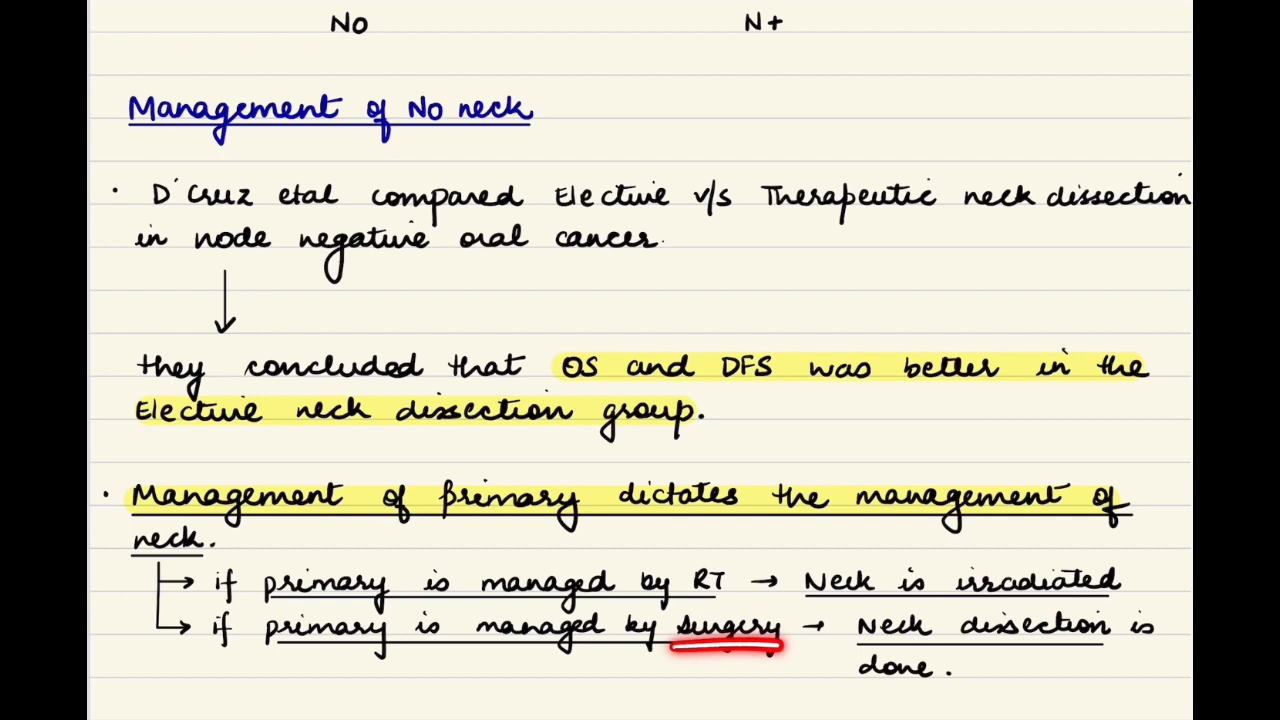 No N+
Management of No neck
· D'Cruz etal compared Elective v/s Therapeutic neck dissection
in node negative oral cancer.
they concluded that OS and DFS was better in the
Elective neck dissection group.
· Management of primary dictates the management of
neck.
→ if primary is managed by RT → Neck is irradiated
→ if primary is managed by surgery → Neck dissection is
done.